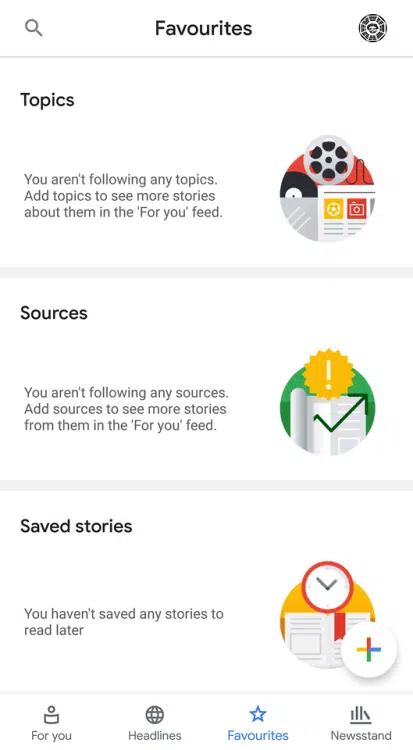 Favourites
Topics
You aren't following any topics.
Add topics to see more stories
about them in the 'For you' feed.
Sources
You aren't following any sources.
Add sources to see more stories
from them in the 'For you' feed.
Saved stories
You haven't saved any stories to
read later
For you
Headlines
Favourites
Newsstand